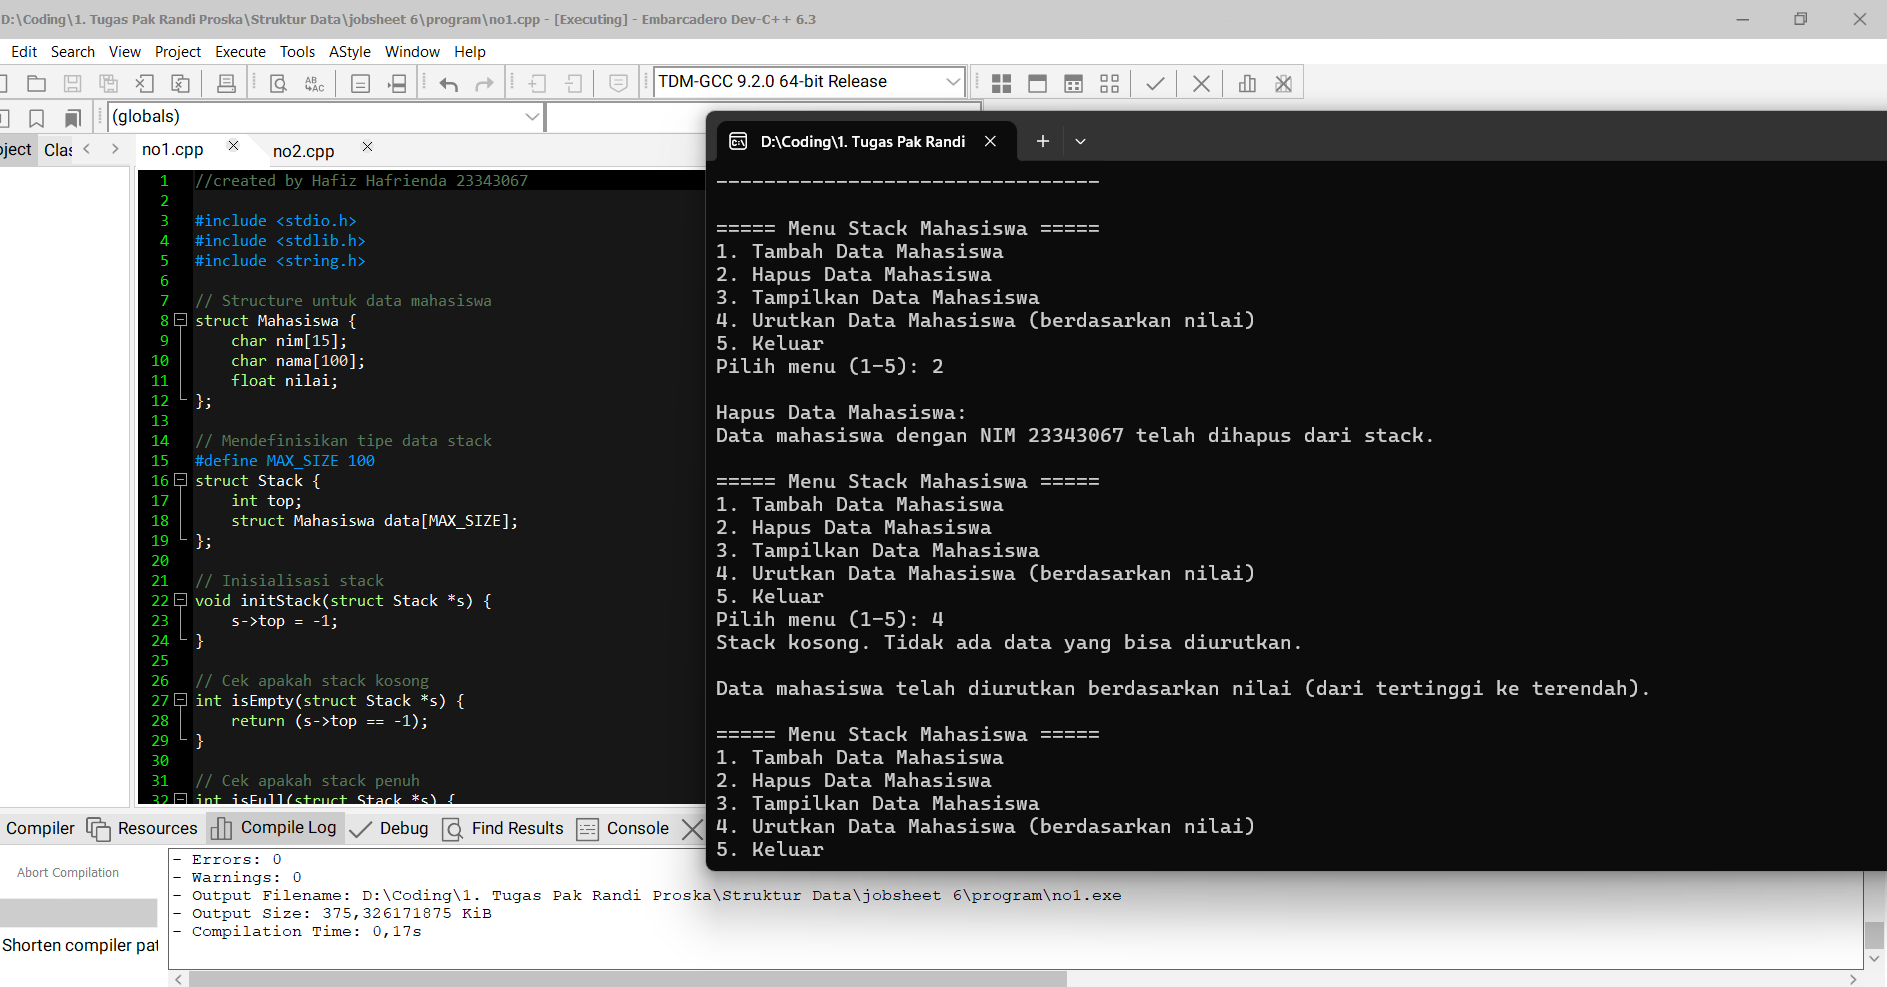 D:\Coding\1. Tugas Pak Randi Proska\Struktur Data\jobsheet 6\program\no1.cpp - [Executing] - Embarcadero Dev-C++ 6.3
Edit Search View Project Execute Tools AStyle Window Help
TDM-GCC 9.2.0 64-bit Release
(globals)
no1.cpp
no2.cpp
1 //created by Hafiz Hafrienda 23343067
2
3 #include <stdio.h>
4 #include <stdlib.h>
5 #include <string.h>
6
7 // Structure untuk data mahasiswa
8 struct Mahasiswa {
9 char nim[15];
10 char nama[100];
11 float nilai;
12 };
13
14 // Mendefinisikan tipe data stack
15 #define MAX_SIZE 100
16 struct Stack {
17 int top;
18 struct Mahasiswa data[MAX_SIZE];
19 };
20
21 // Inisialisasi stack
22 void initStack(struct Stack *s) {
23 s->top = -1;
24 }
25
26 // Cek apakah stack kosong
27 int isEmpty(struct Stack *s) {
28 return (s->top == -1);
29 }
30
31 // Cek apakah stack penuh
32 int isFull(struct Stack *s) {
D:\Coding\1. Tugas Pak Randi
--------------------------------
===== Menu Stack Mahasiswa =====
1. Tambah Data Mahasiswa
2. Hapus Data Mahasiswa
3. Tampilkan Data Mahasiswa
4. Urutkan Data Mahasiswa (berdasarkan nilai)
5. Keluar
Pilih menu (1-5): 2
Hapus Data Mahasiswa:
Data mahasiswa dengan NIM 23343067 telah dihapus dari stack.
===== Menu Stack Mahasiswa =====
1. Tambah Data Mahasiswa
2. Hapus Data Mahasiswa
3. Tampilkan Data Mahasiswa
4. Urutkan Data Mahasiswa (berdasarkan nilai)
5. Keluar
Pilih menu (1-5): 4
Stack kosong. Tidak ada data yang bisa diurutkan.
Data mahasiswa telah diurutkan berdasarkan nilai (dari tertinggi ke terendah).
===== Menu Stack Mahasiswa =====
1. Tambah Data Mahasiswa
2. Hapus Data Mahasiswa
3. Tampilkan Data Mahasiswa
4. Urutkan Data Mahasiswa (berdasarkan nilai)
5. Keluar
Compiler Resources Compile Log Debug Find Results Console
Abort Compilation
Shorten compiler
- Errors: 0
- Warnings: 0
- Output Filename: D:\Coding\1. Tugas Pak Randi Proska\Struktur Data\jobsheet 6\program\no1.exe
- Output Size: 375,326171875 KiB
- Compilation Time: 0,17s